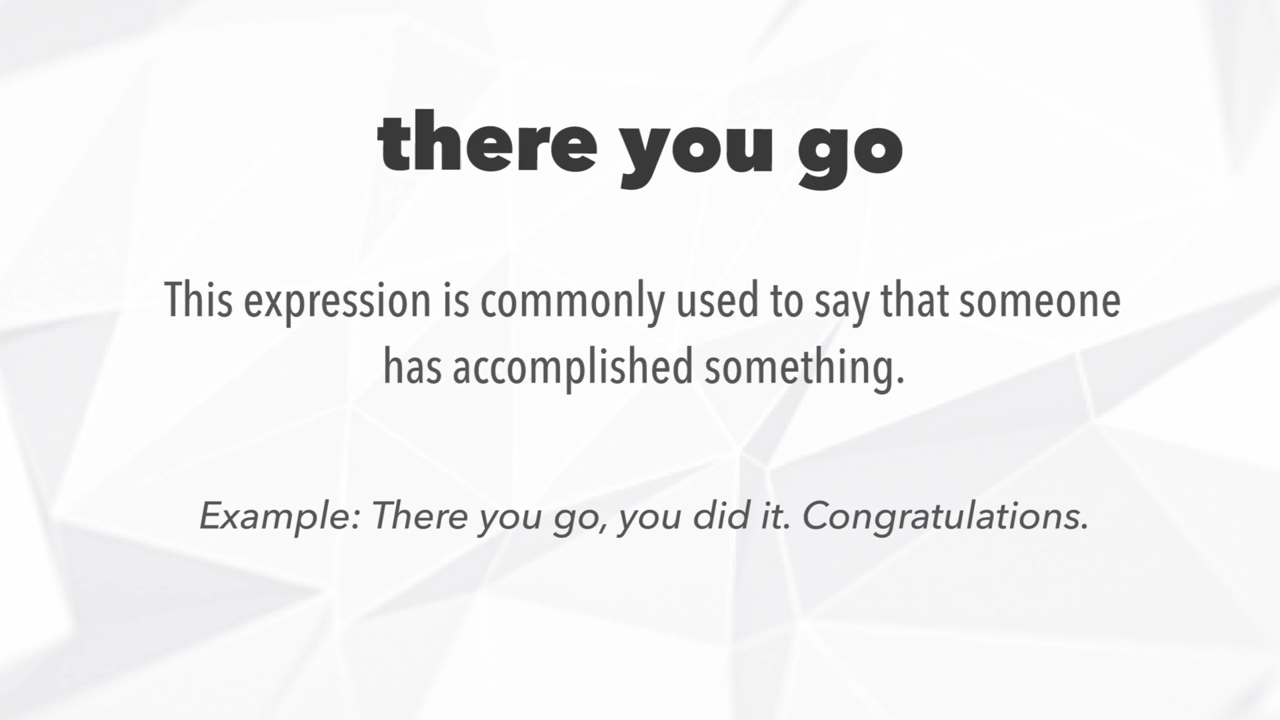 there you go
This expression is commonly used to say that someone
has accomplished something.
Example: There you go, you did it. Congratulations.